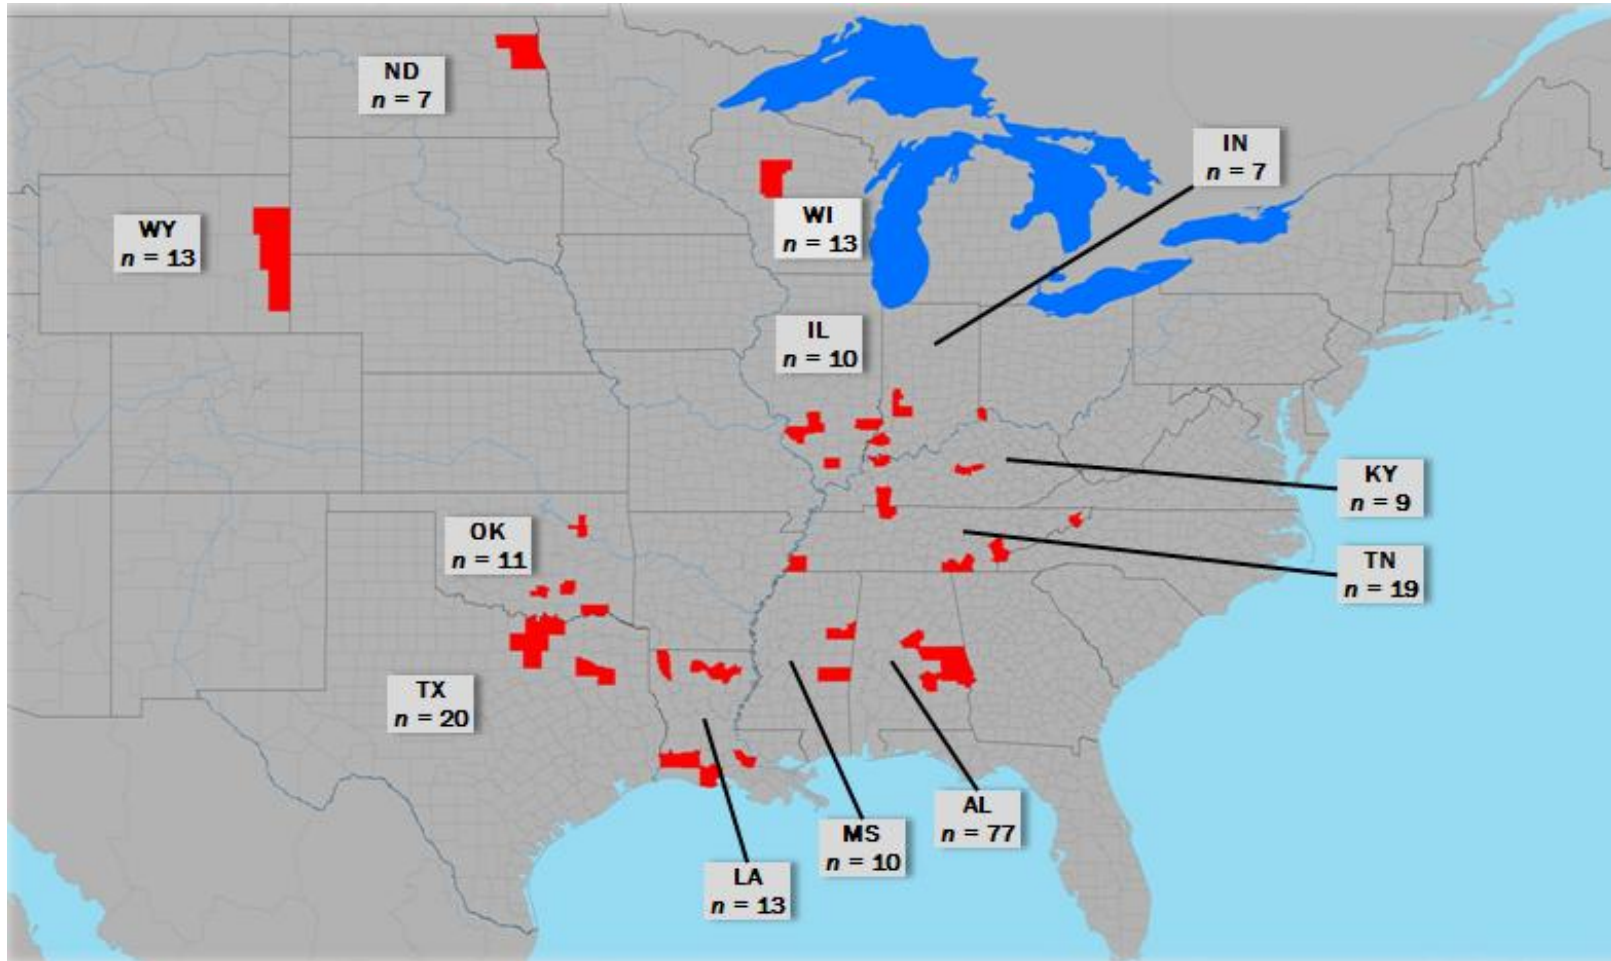 ND
n = 7
IN
n = 7
WY
n = 13
WI
n = 13
IL
n = 10
KY
n = 9
OK
n = 11
TN
n = 19
TX
n = 20
AL
n = 77
MS
n = 10
LA
n = 13